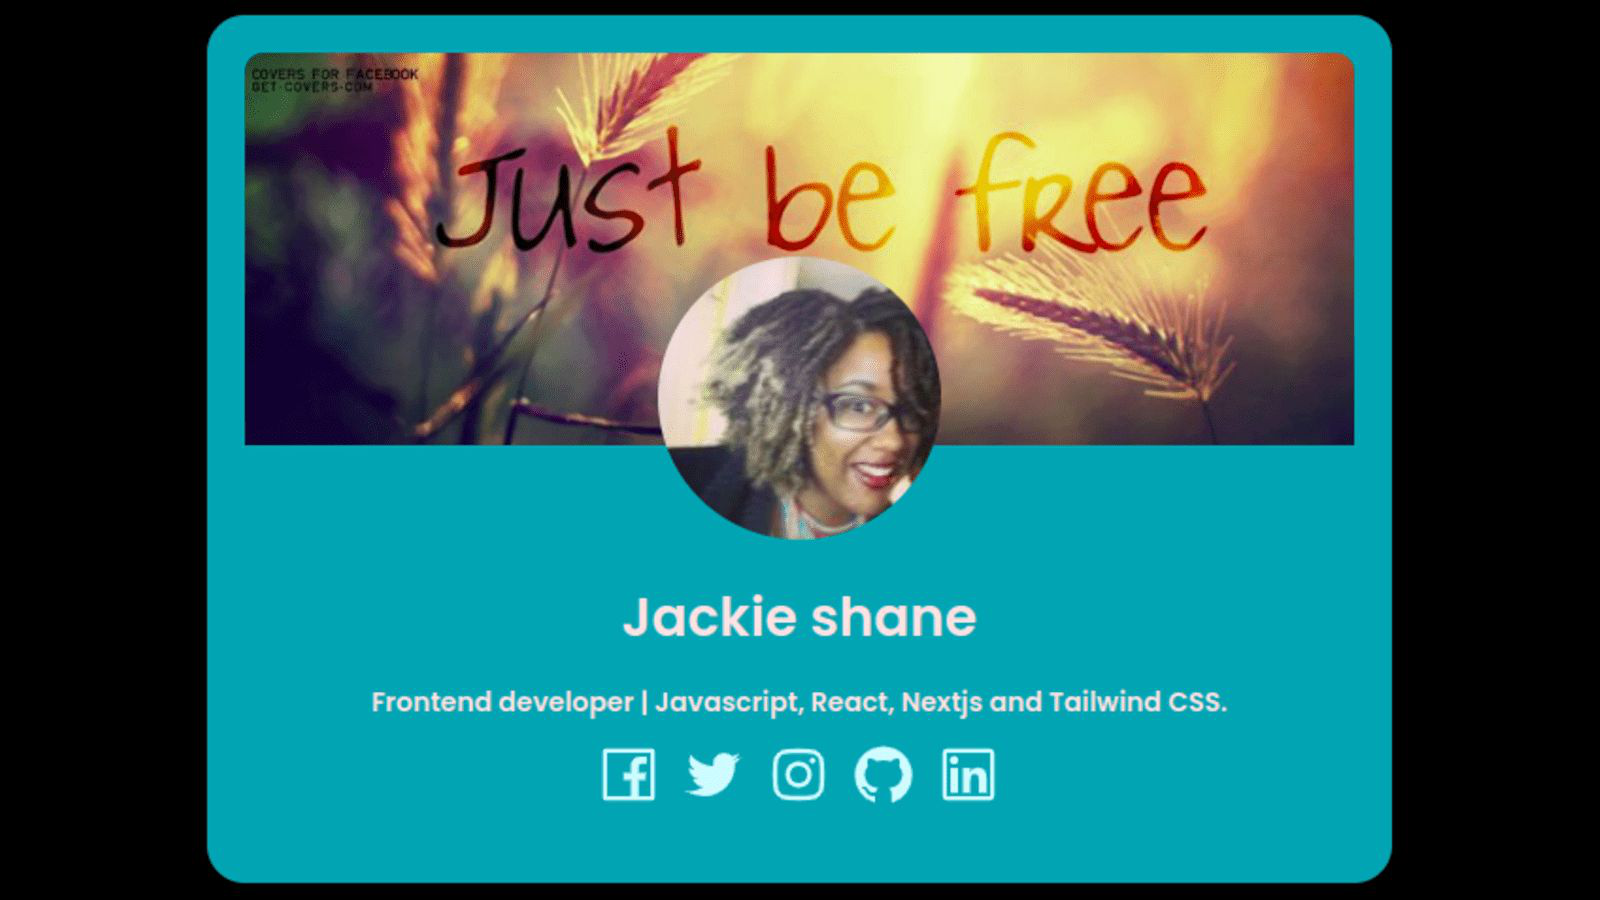 COVERS FOR FACEBOOK
GET-COVERS-COM
Just be free
Jackie shane
Frontend developer | Javascript, React, Nextjs and Tailwind CSS.
f in